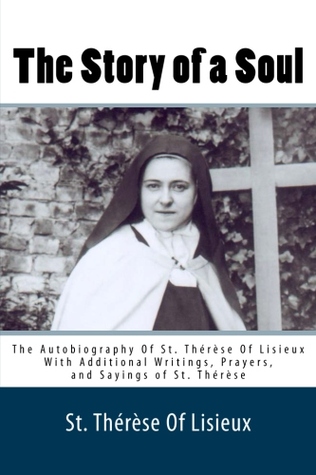 The Story of a Soul
The Autobiography Of St. Thérèse Of Lisieux
With Additional Writings, Prayers,
and Sayings of St. Thérèse
St. Thérèse Of Lisieux